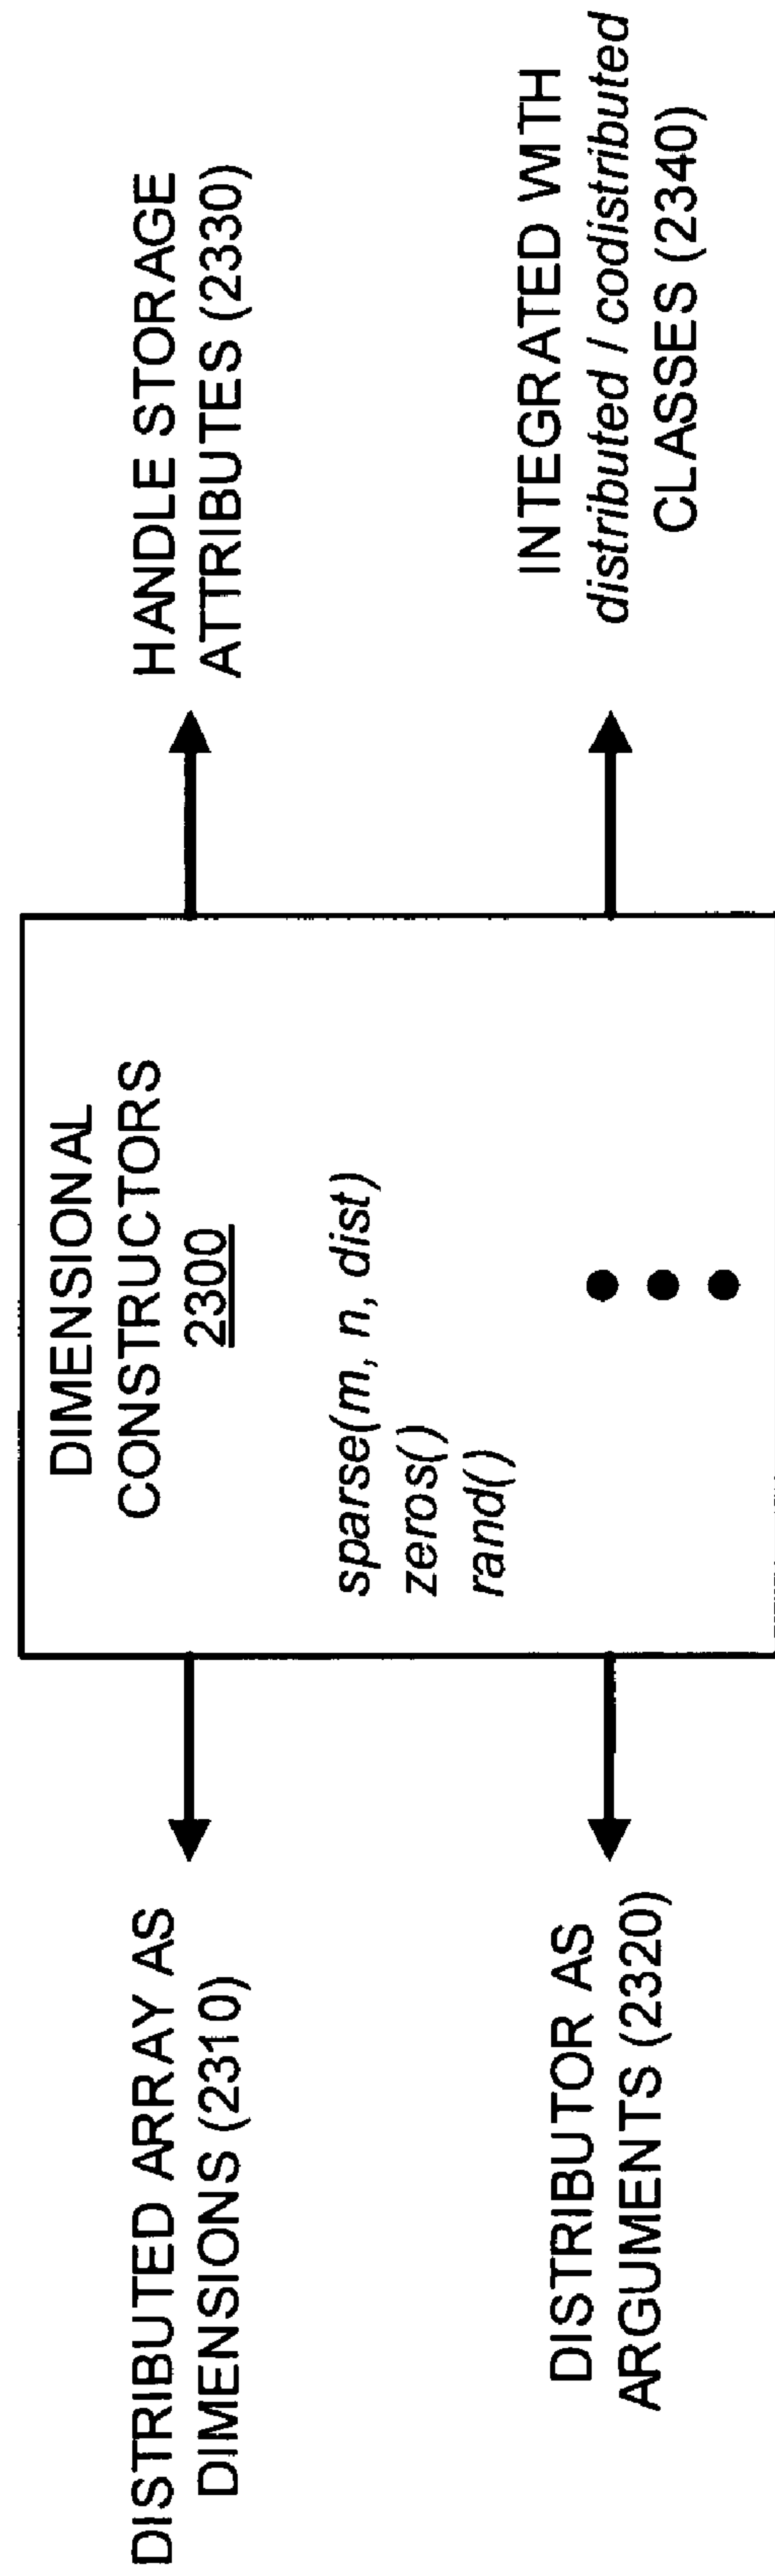 DISTRIBUTED ARRAY AS
DIMENSIONS (2310)
DISTRIBUTOR AS
ARGUMENTS (2320)
DIMENSIONAL
CONSTRUCTORS
2300
sparse(m, n, dist)
zeros()
rand()
HANDLE STORAGE
ATTRIBUTES (2330)
INTEGRATED WITH
distributed / codistributed
CLASSES (2340)